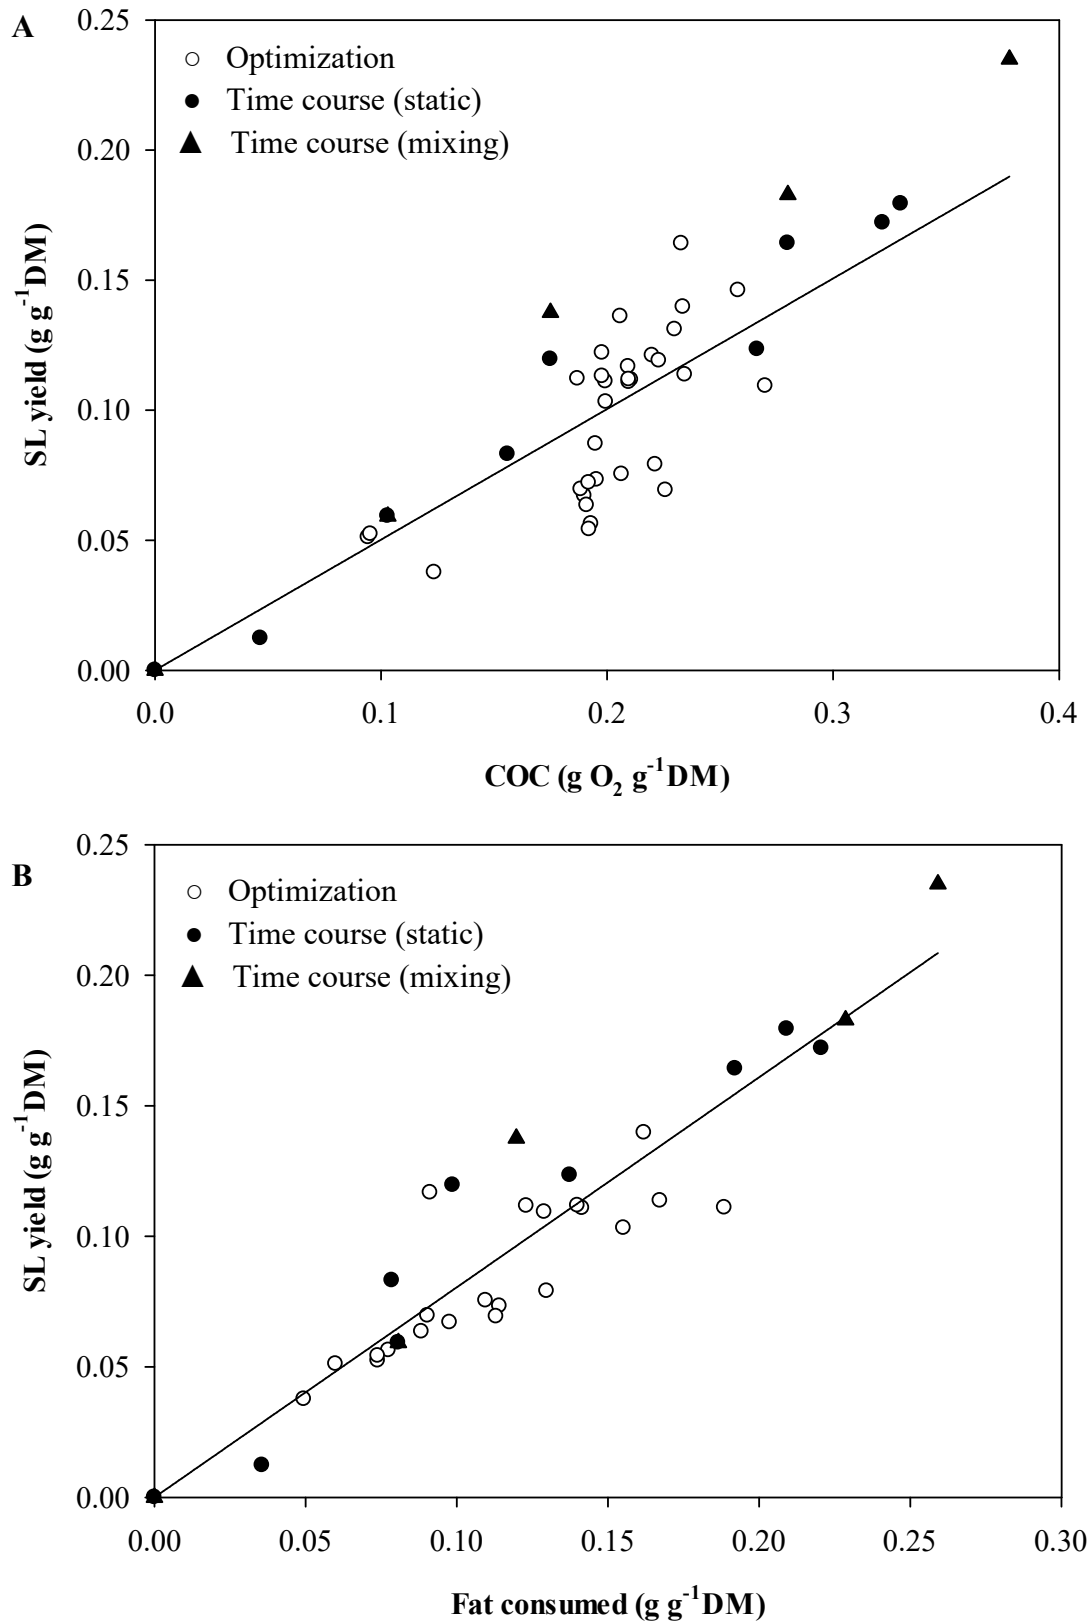 A
0.25
Optimization
Time course (static)
Time course (mixing)
0.20
0.15
0.10
0.05
0.00
SL yield (g g⁻¹DM)
0.0 0.1 0.2 0.3 0.4
COC (g O₂ g⁻¹DM)
B
0.25
Optimization
Time course (static)
Time course (mixing)
0.20
0.15
0.10
0.05
0.00
SL yield (g g⁻¹DM)
0.00 0.05 0.10 0.15 0.20 0.25 0.30
Fat consumed (g g⁻¹DM)